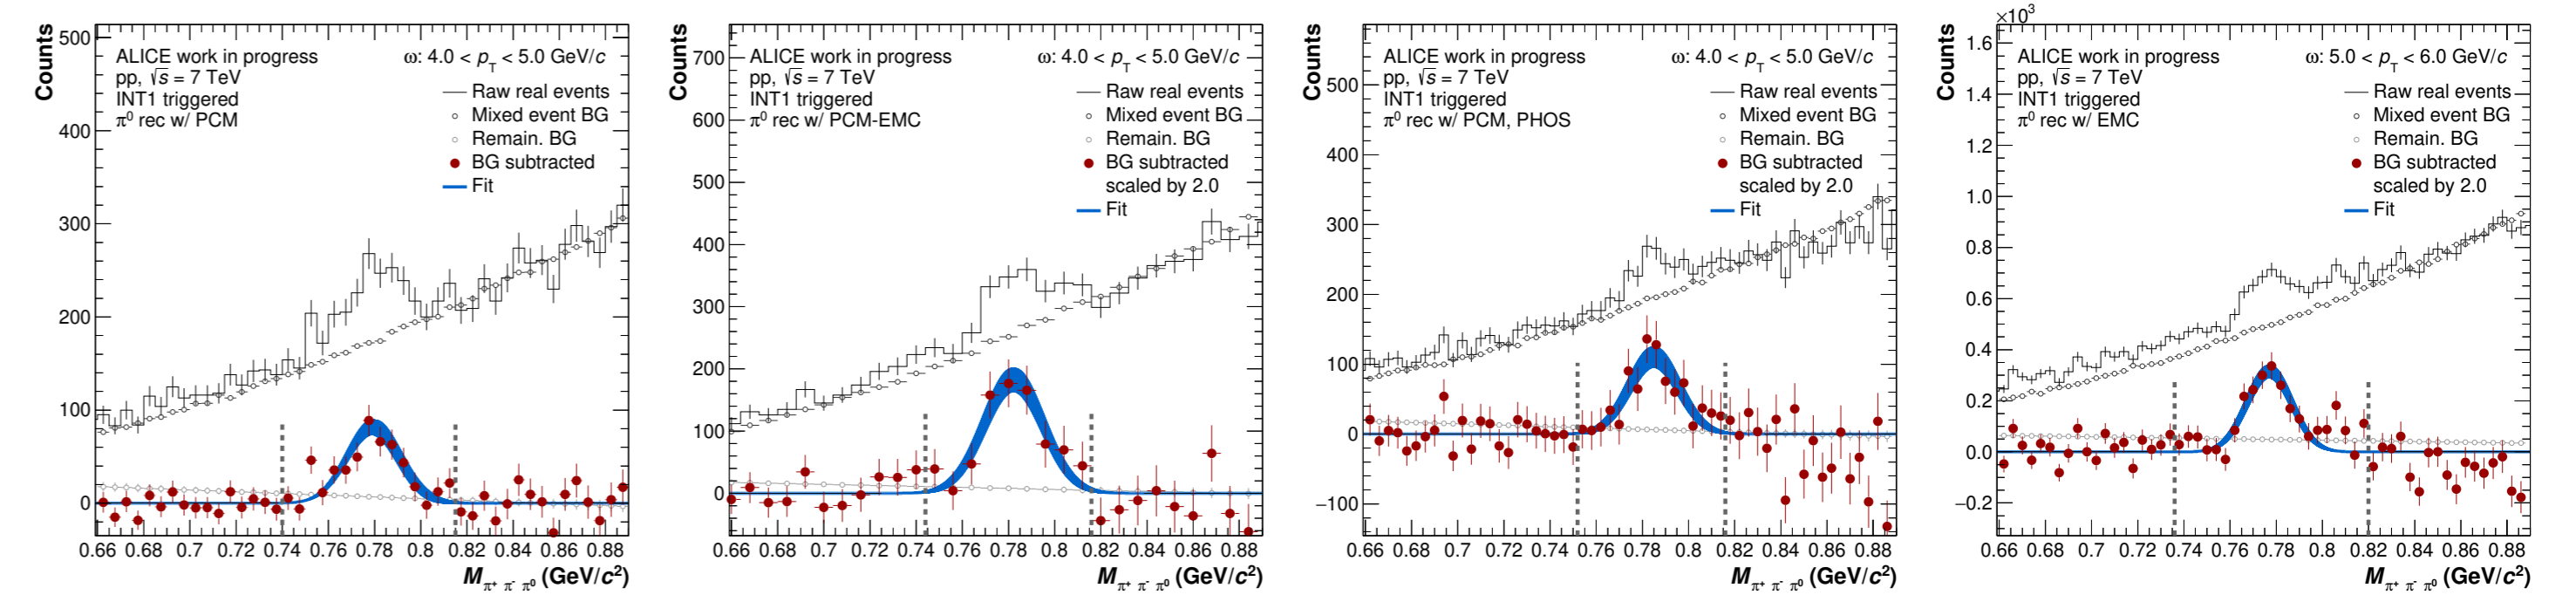 Counts
500
400
300
200
100
0
ALICE work in progress
pp, √s = 7 TeV
INT1 triggered
π⁰ rec w/ PCM
ω: 4.0 < p_T < 5.0 GeV/c
Raw real events
Mixed event BG
Remain. BG
BG subtracted
Fit
0.66 0.68 0.7 0.72 0.74 0.76 0.78 0.8 0.82 0.84 0.86 0.88
M_π⁺ π⁻ π⁰ (GeV/c²)
Counts
700
600
500
400
300
200
100
0
ALICE work in progress
pp, √s = 7 TeV
INT1 triggered
π⁰ rec w/ PCM-EMC
ω: 4.0 < p_T < 5.0 GeV/c
Raw real events
Mixed event BG
Remain. BG
BG subtracted
scaled by 2.0
Fit
0.66 0.68 0.7 0.72 0.74 0.76 0.78 0.8 0.82 0.84 0.86 0.88
M_π⁺ π⁻ π⁰ (GeV/c²)
Counts
500
400
300
200
100
0
−100
ALICE work in progress
pp, √s = 7 TeV
INT1 triggered
π⁰ rec w/ PCM, PHOS
ω: 4.0 < p_T < 5.0 GeV/c
Raw real events
Mixed event BG
Remain. BG
BG subtracted
scaled by 2.0
Fit
0.66 0.68 0.7 0.72 0.74 0.76 0.78 0.8 0.82 0.84 0.86 0.88
M_π⁺ π⁻ π⁰ (GeV/c²)
×10³
Counts
1.6
1.4
1.2
1.0
0.8
0.6
0.4
0.2
0.0
−0.2
ALICE work in progress
pp, √s = 7 TeV
INT1 triggered
π⁰ rec w/ EMC
ω: 5.0 < p_T < 6.0 GeV/c
Raw real events
Mixed event BG
Remain. BG
BG subtracted
scaled by 2.0
Fit
0.66 0.68 0.7 0.72 0.74 0.76 0.78 0.8 0.82 0.84 0.86 0.88
M_π⁺ π⁻ π⁰ (GeV/c²)